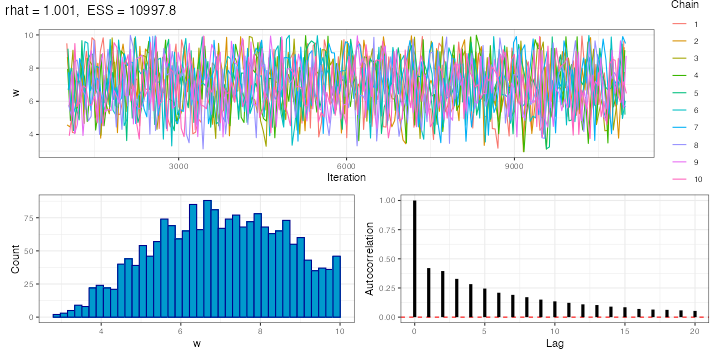 rhat = 1.001, ESS = 10997.8
Chain
1
2
3
4
5
6
7
8
9
10
w
10
8
6
4
3000 6000 9000
Iteration
Count
75
50
25
0
4 6 8 10
w
Autocorrelation
1.00
0.75
0.50
0.25
0.00
0 5 10 15 20
Lag